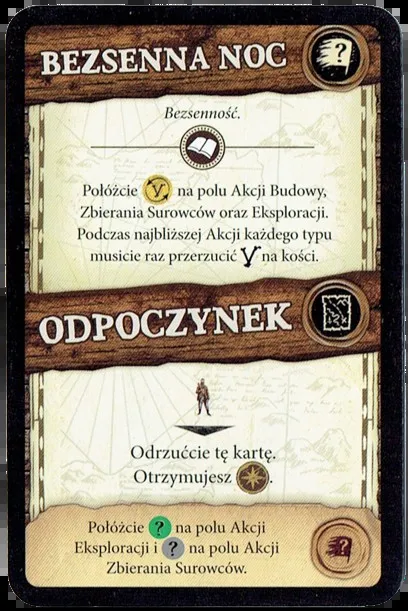 BEZSENNA NOC
?
Bezsenność.
Połóżcie na polu Akcji Budowy,
Zbierania Surowców oraz Eksploracji.
Podczas najbliższej Akcji każdego typu
musicie raz przerzucić na kości.
ODPOCZYNEK
Odrzućcie tę kartę.
Otrzymujesz .
Połóżcie ? na polu Akcji
Eksploracji i ? na polu Akcji
Zbierania Surowców.
?